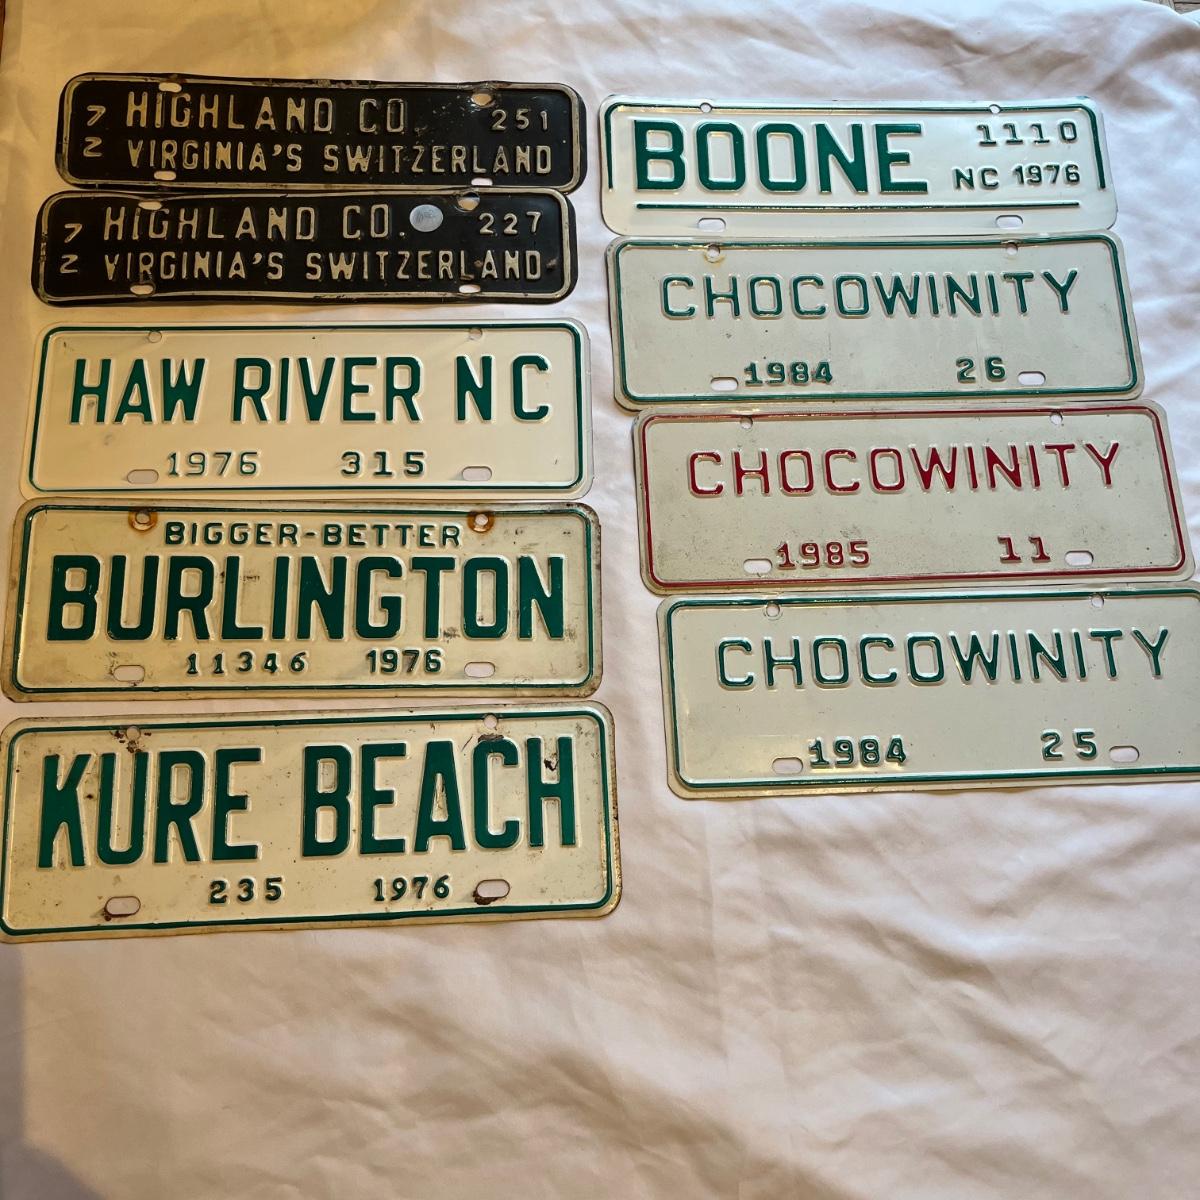 7
2
HIGHLAND CO. 251
VIRGINIA'S SWITZERLAND
7
2
HIGHLAND CO. 227
VIRGINIA'S SWITZERLAND
HAW RIVER N C
1976 315
BIGGER-BETTER
BURLINGTON
11346 1976
KURE BEACH
235 1976
BOONE 1110
NC 1976
CHOCOWINITY
1984 26
CHOCOWINITY
1985 11
CHOCOWINITY
1984 25